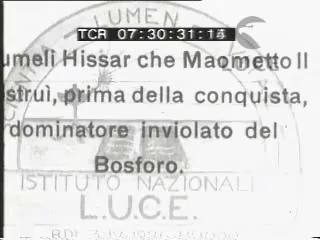 TCR 07:30:31:14
umeli Hissar che Maometto II
struì, prima della conquista,
dominatore inviolato del
Bosforo.
LUMEN
ISTITUTO NAZIONALE
L.U.C.E.